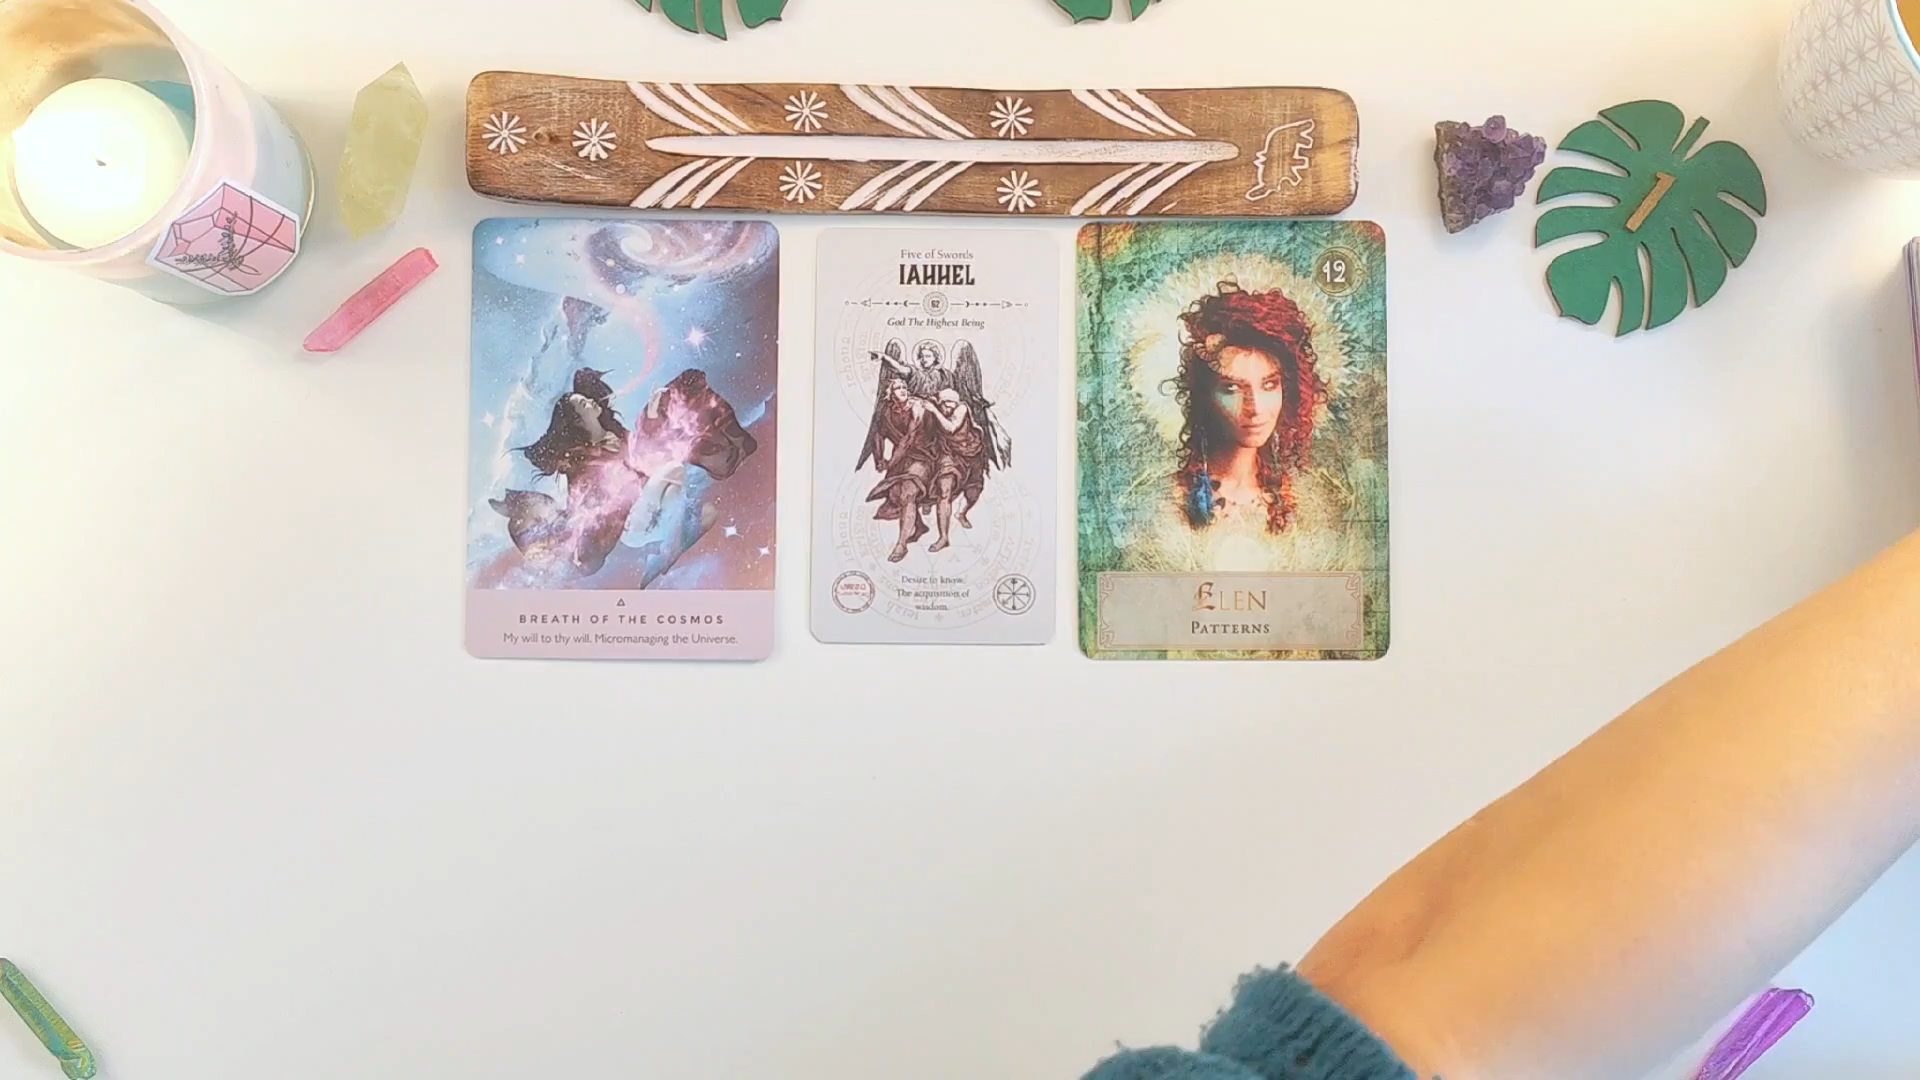 1
BREATH OF THE COSMOS
My will to thy will. Micromanaging the Universe.
Five of Swords
IAHHEL
62
God The Highest Being
Desire to know.
The acquisition of
wisdom.
12
ELEN
PATTERNS